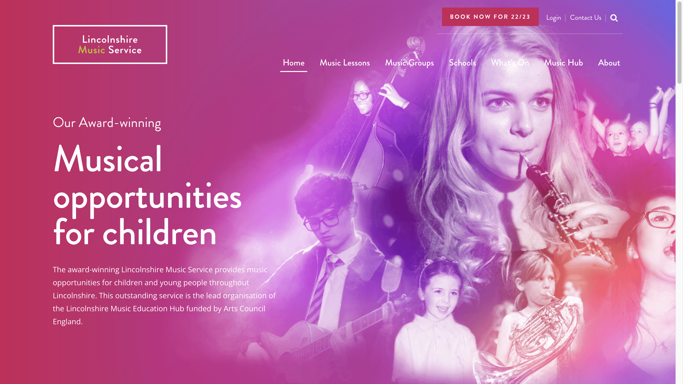 BOOK NOW FOR 22/23
Login
Contact Us
Lincolnshire
Music Service
Home
Music Lessons
Music Groups
Schools
What's On
Music Hub
About
Our Award-winning
Musical
opportunities
for children
The award-winning Lincolnshire Music Service provides music
opportunities for children and young people throughout
Lincolnshire. This outstanding service is the lead organisation of
the Lincolnshire Music Education Hub funded by Arts Council
England.